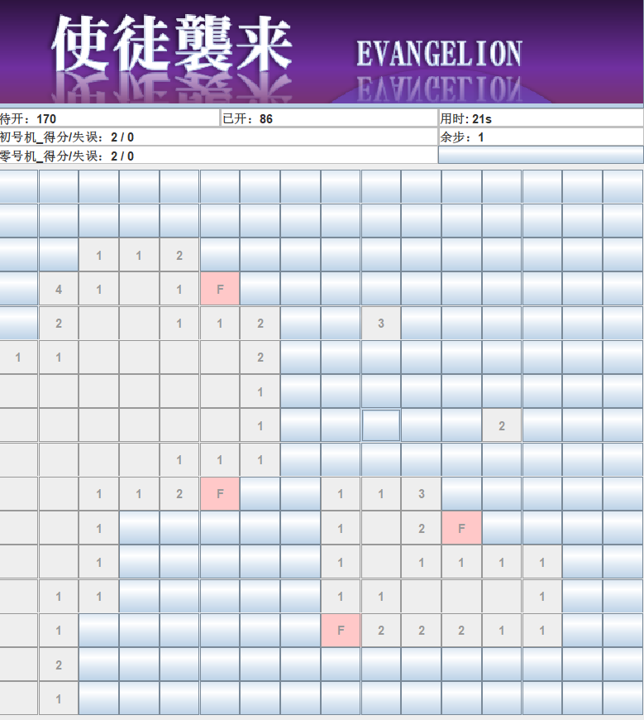 使徒襲来 EVANGELION
待开：170 已开：86 用时: 21s
初号机_得分/失误：2 / 0 余步：1
零号机_得分/失误：2 / 0
1 1 2
4 1 1 F
2 1 1 2 3
1 1 2
1
1 2
1 1 1
1 1 2 F 1 1 3
1 1 2 F
1 1 1 1 1 1
1 1 1 1 1
1 F 2 2 2 1 1
2
1